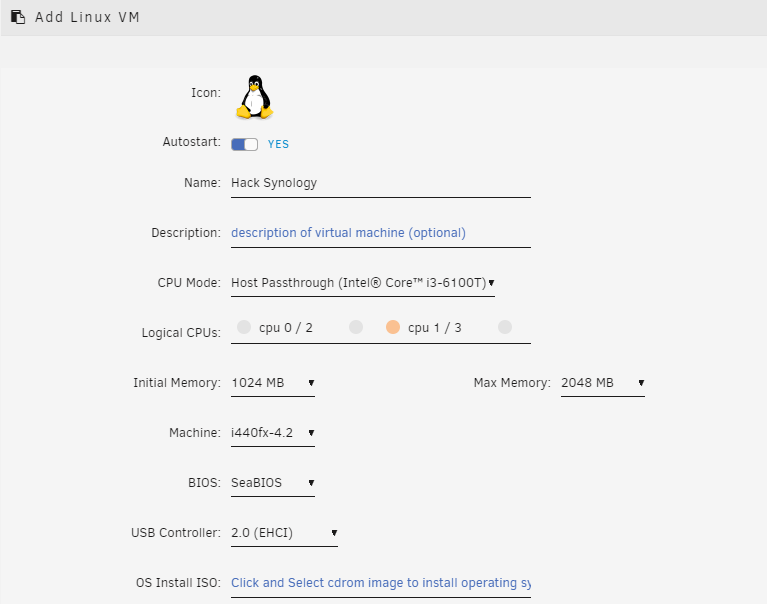 Add Linux VM
Icon:
Autostart: YES
Name: Hack Synology
Description: description of virtual machine (optional)
CPU Mode: Host Passthrough (Intel® Core™ i3-6100T)
Logical CPUs: cpu 0 / 2 cpu 1 / 3
Initial Memory: 1024 MB Max Memory: 2048 MB
Machine: i440fx-4.2
BIOS: SeaBIOS
USB Controller: 2.0 (EHCI)
OS Install ISO: Click and Select cdrom image to install operating sy